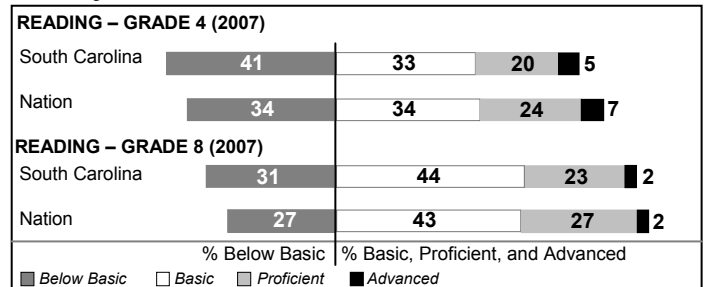 READING – GRADE 4 (2007)
South Carolina 41 33 20 5
Nation 34 34 24 7
READING – GRADE 8 (2007)
South Carolina 31 44 23 2
Nation 27 43 27 2
% Below Basic % Basic, Proficient, and Advanced
Below Basic Basic Proficient Advanced